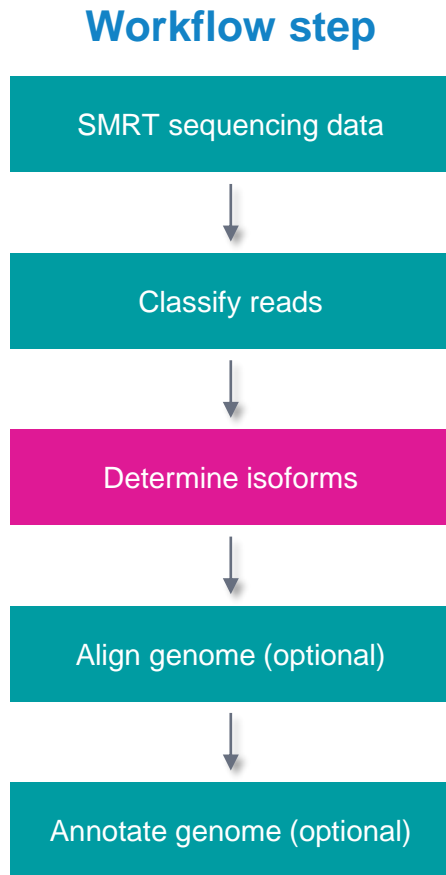 Workflow step
SMRT sequencing data
Classify reads
Determine isoforms
Align genome (optional)
Annotate genome (optional)